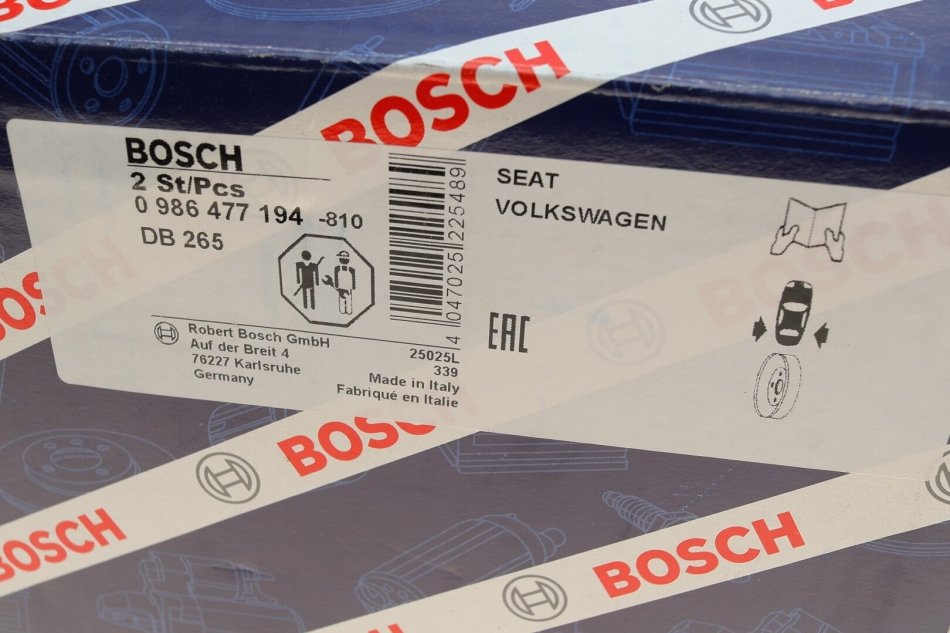 BOSCH
BOSCH
2 St/Pcs
0 986 477 194 -810
DB 265
4 047025 225489
SEAT
VOLKSWAGEN
EAC
Robert Bosch GmbH
Auf der Breit 4
76227 Karlsruhe
Germany
25025L
339
Made in Italy
Fabriqué en Italie
BOSCH
BOSCH
BOSCH